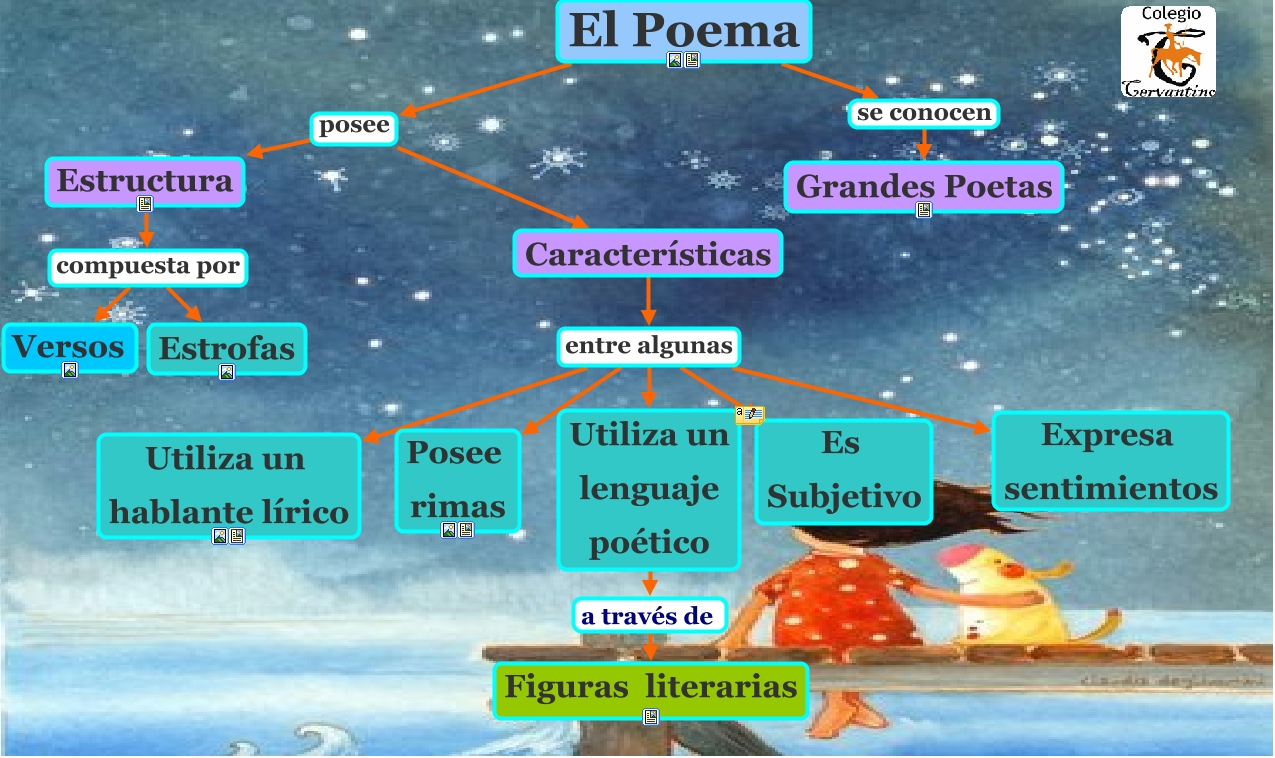 El Poema
Colegio
Cervantino
posee
se conocen
Estructura
Grandes Poetas
Características
compuesta por
Versos
Estrofas
entre algunas
Utiliza un
hablante lírico
Posee
rimas
Utiliza un
lenguaje
poético
Es
Subjetivo
Expresa
sentimientos
a través de
Figuras literarias